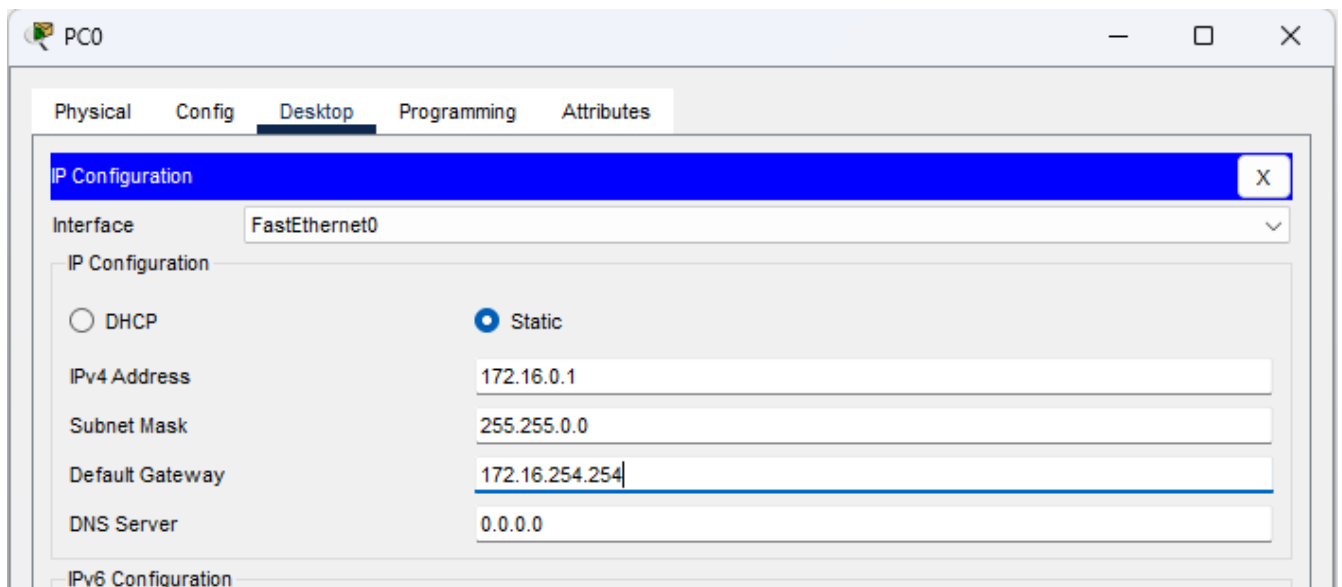 PC0
Physical Config Desktop Programming Attributes
IP Configuration X
Interface FastEthernet0
IP Configuration
DHCP Static
IPv4 Address 172.16.0.1
Subnet Mask 255.255.0.0
Default Gateway 172.16.254.254
DNS Server 0.0.0.0
IPv6 Configuration